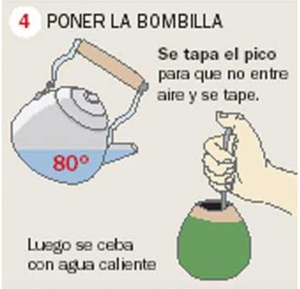 4 PONER LA BOMBILLA
Se tapa el pico
para que no entre
aire y se tape.
80º
Luego se ceba
con agua caliente